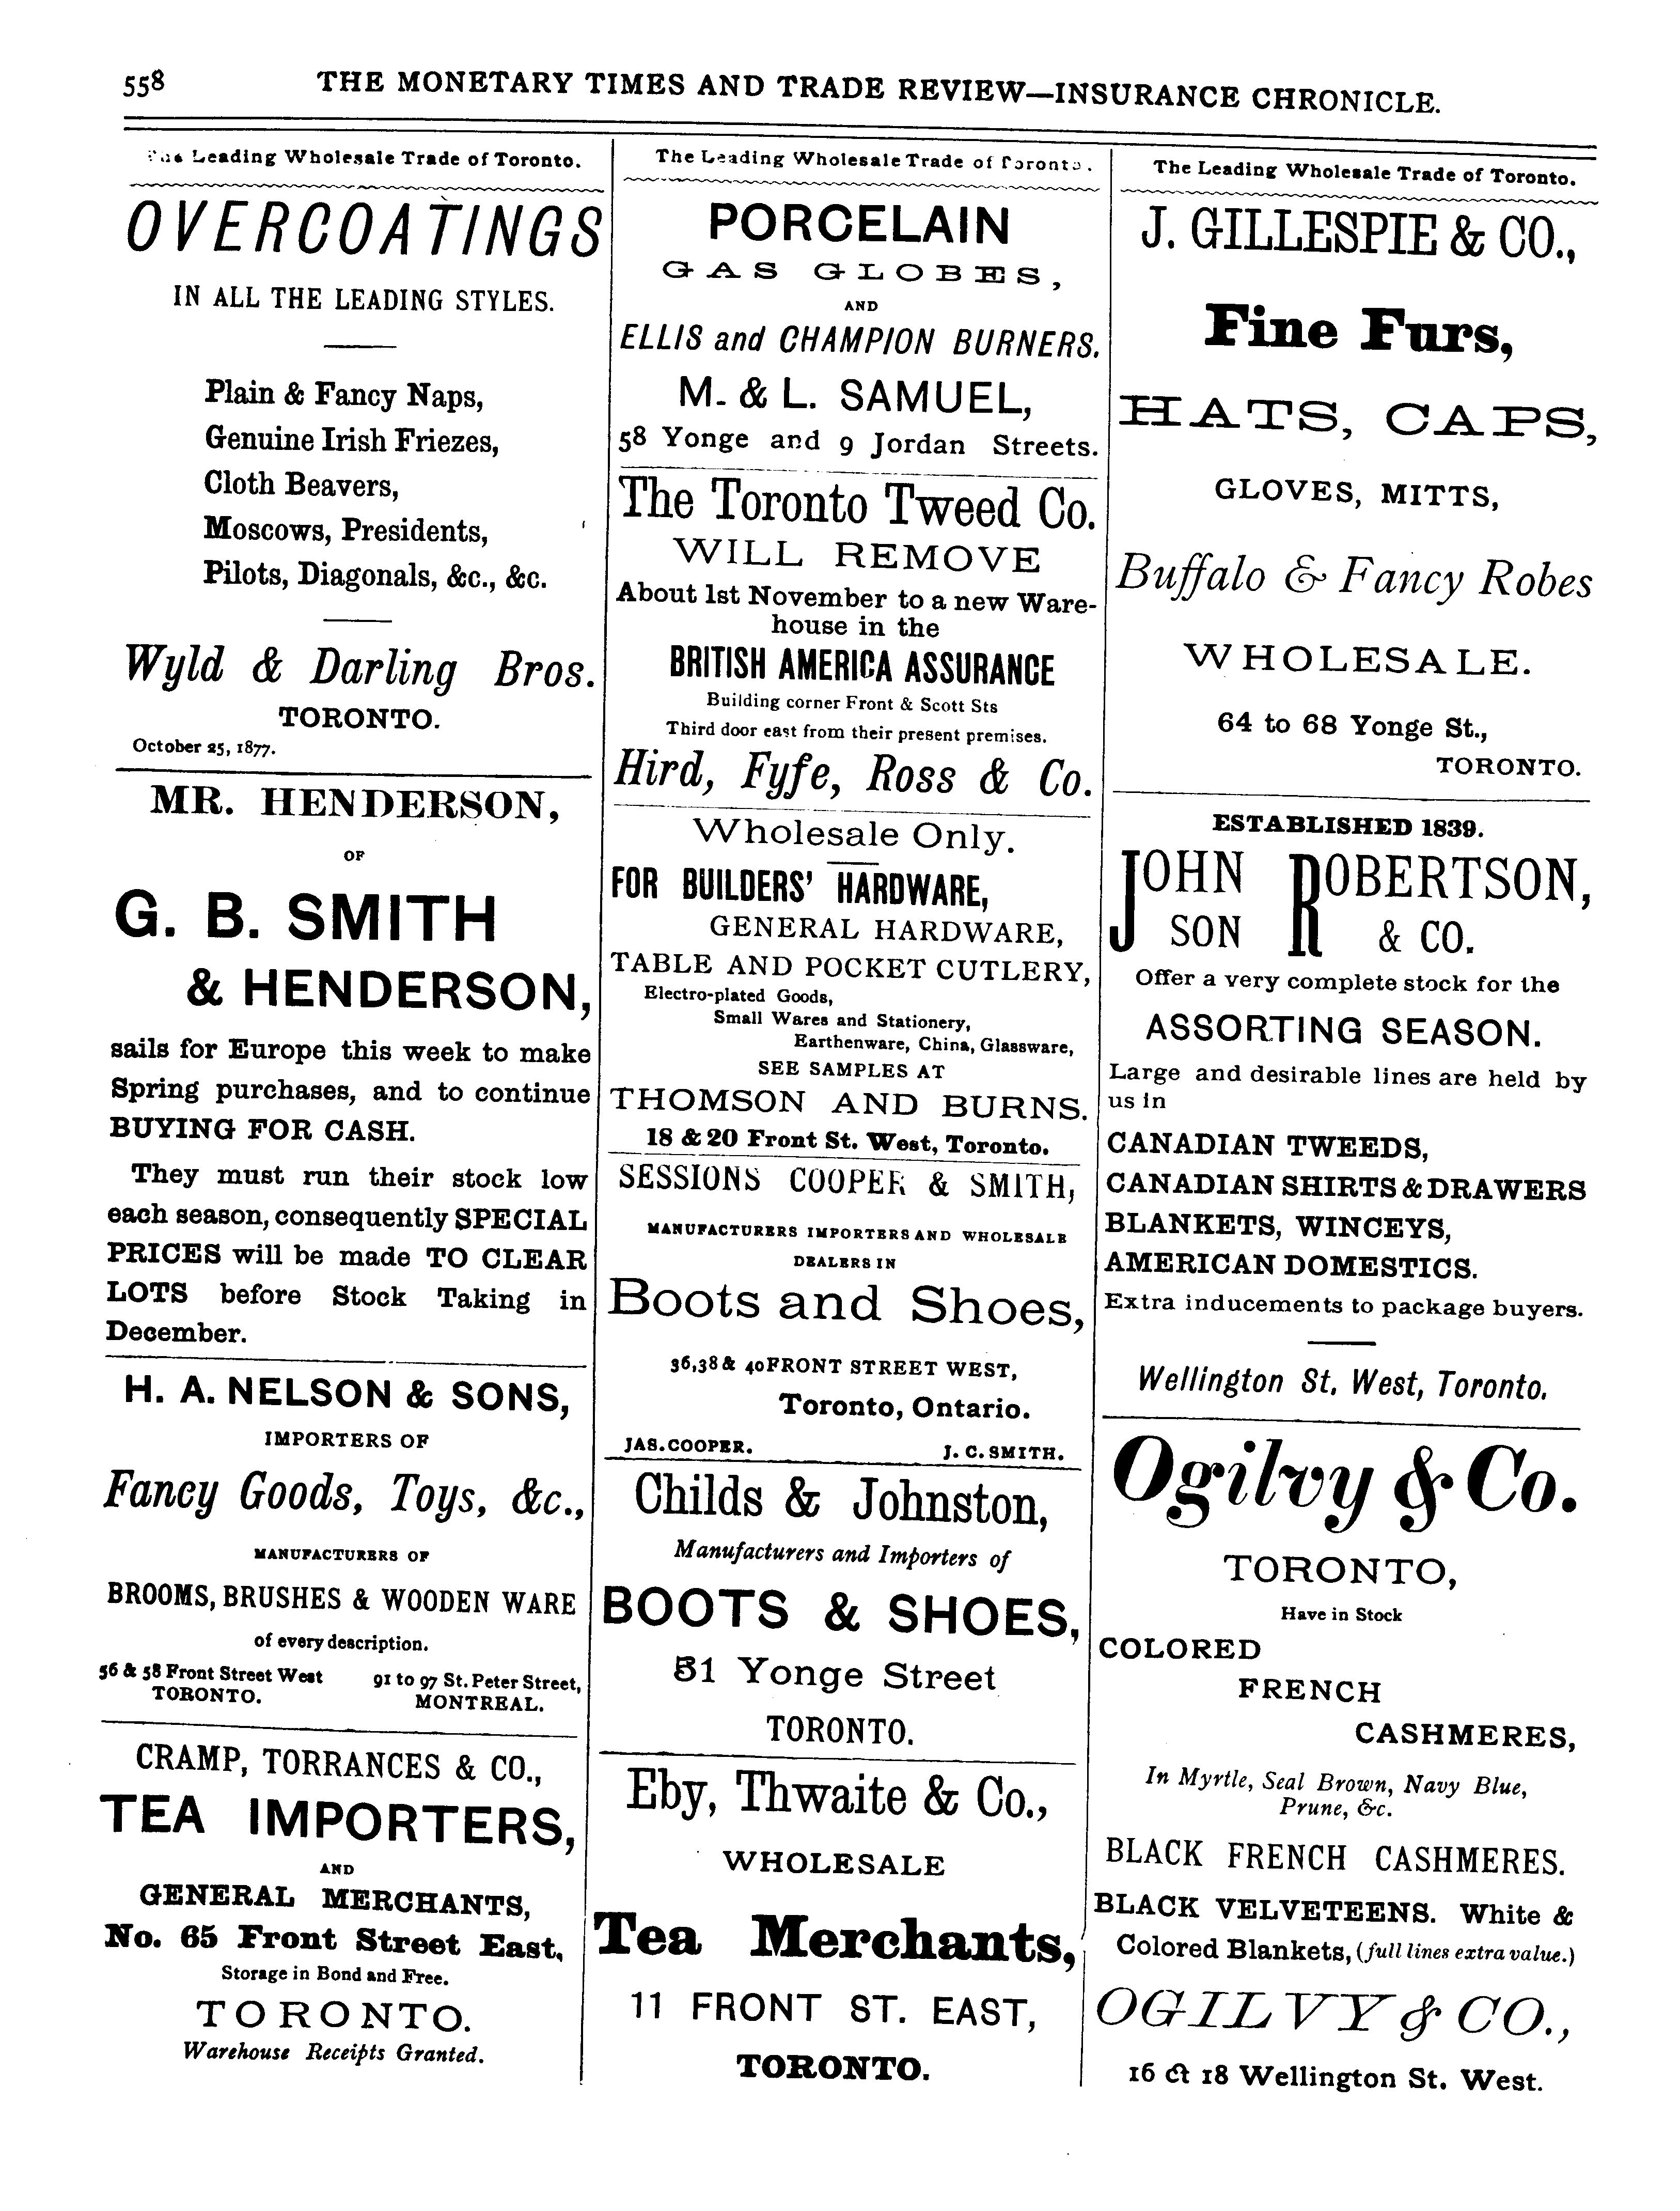 558
THE MONETARY TIMES AND TRADE REVIEW—INSURANCE CHRONICLE.
The Leading Wholesale Trade of Toronto.
OVERCOATINGS
IN ALL THE LEADING STYLES.
Plain & Fancy Naps,
Genuine Irish Friezes,
Cloth Beavers,
Moscows, Presidents,
Pilots, Diagonals, &c., &c.
Wyld & Darling Bros.
TORONTO.
October 25, 1877.
MR. HENDERSON,
OF
G. B. SMITH
& HENDERSON,
sails for Europe this week to make
Spring purchases, and to continue
BUYING FOR CASH.
They must run their stock low
each season, consequently SPECIAL
PRICES will be made TO CLEAR
LOTS before Stock Taking in
December.
H. A. NELSON & SONS,
IMPORTERS OF
Fancy Goods, Toys, &c.,
MANUFACTURERS OF
BROOMS, BRUSHES & WOODEN WARE
of every description.
56 & 58 Front Street West 91 to 97 St. Peter Street,
TORONTO. MONTREAL.
CRAMP, TORRANCES & CO.,
TEA IMPORTERS,
AND
GENERAL MERCHANTS,
No. 65 Front Street East,
Storage in Bond and Free.
TORONTO.
Warehouse Receipts Granted.
The Leading Wholesale Trade of Toronto.
PORCELAIN
GAS GLOBES,
AND
ELLIS and CHAMPION BURNERS.
M. & L. SAMUEL,
58 Yonge and 9 Jordan Streets.
The Toronto Tweed Co.
WILL REMOVE
About 1st November to a new Ware-
house in the
BRITISH AMERICA ASSURANCE
Building corner Front & Scott Sts
Third door east from their present premises.
Hird, Fyfe, Ross & Co.
Wholesale Only.
FOR BUILDERS' HARDWARE,
GENERAL HARDWARE,
TABLE AND POCKET CUTLERY,
Electro-plated Goods,
Small Wares and Stationery,
Earthenware, China, Glassware,
SEE SAMPLES AT
THOMSON AND BURNS.
18 & 20 Front St. West, Toronto.
SESSIONS COOPER & SMITH,
MANUFACTURERS IMPORTERS AND WHOLESALE
DEALERS IN
Boots and Shoes,
36,38 & 40 FRONT STREET WEST,
Toronto, Ontario.
JAS. COOPER. J. C. SMITH.
Childs & Johnston,
Manufacturers and Importers of
BOOTS & SHOES,
51 Yonge Street
TORONTO.
Eby, Thwaite & Co.,
WHOLESALE
Tea Merchants,
11 FRONT ST. EAST,
TORONTO.
The Leading Wholesale Trade of Toronto.
J. GILLESPIE & CO.,
Fine Furs,
HATS, CAPS,
GLOVES, MITTS,
Buffalo & Fancy Robes
WHOLESALE.
64 to 68 Yonge St.,
TORONTO.
ESTABLISHED 1839.
JOHN ROBERTSON,
SON & CO.
Offer a very complete stock for the
ASSORTING SEASON.
Large and desirable lines are held by
us in
CANADIAN TWEEDS,
CANADIAN SHIRTS & DRAWERS
BLANKETS, WINCEYS,
AMERICAN DOMESTICS.
Extra inducements to package buyers.
Wellington St. West, Toronto.
Ogilvy & Co.
TORONTO,
Have in Stock
COLORED
FRENCH
CASHMERES,
In Myrtle, Seal Brown, Navy Blue,
Prune, &c.
BLACK FRENCH CASHMERES.
BLACK VELVETEENS. White &
Colored Blankets, (full lines extra value.)
OGILVY & CO.,
16 & 18 Wellington St. West.